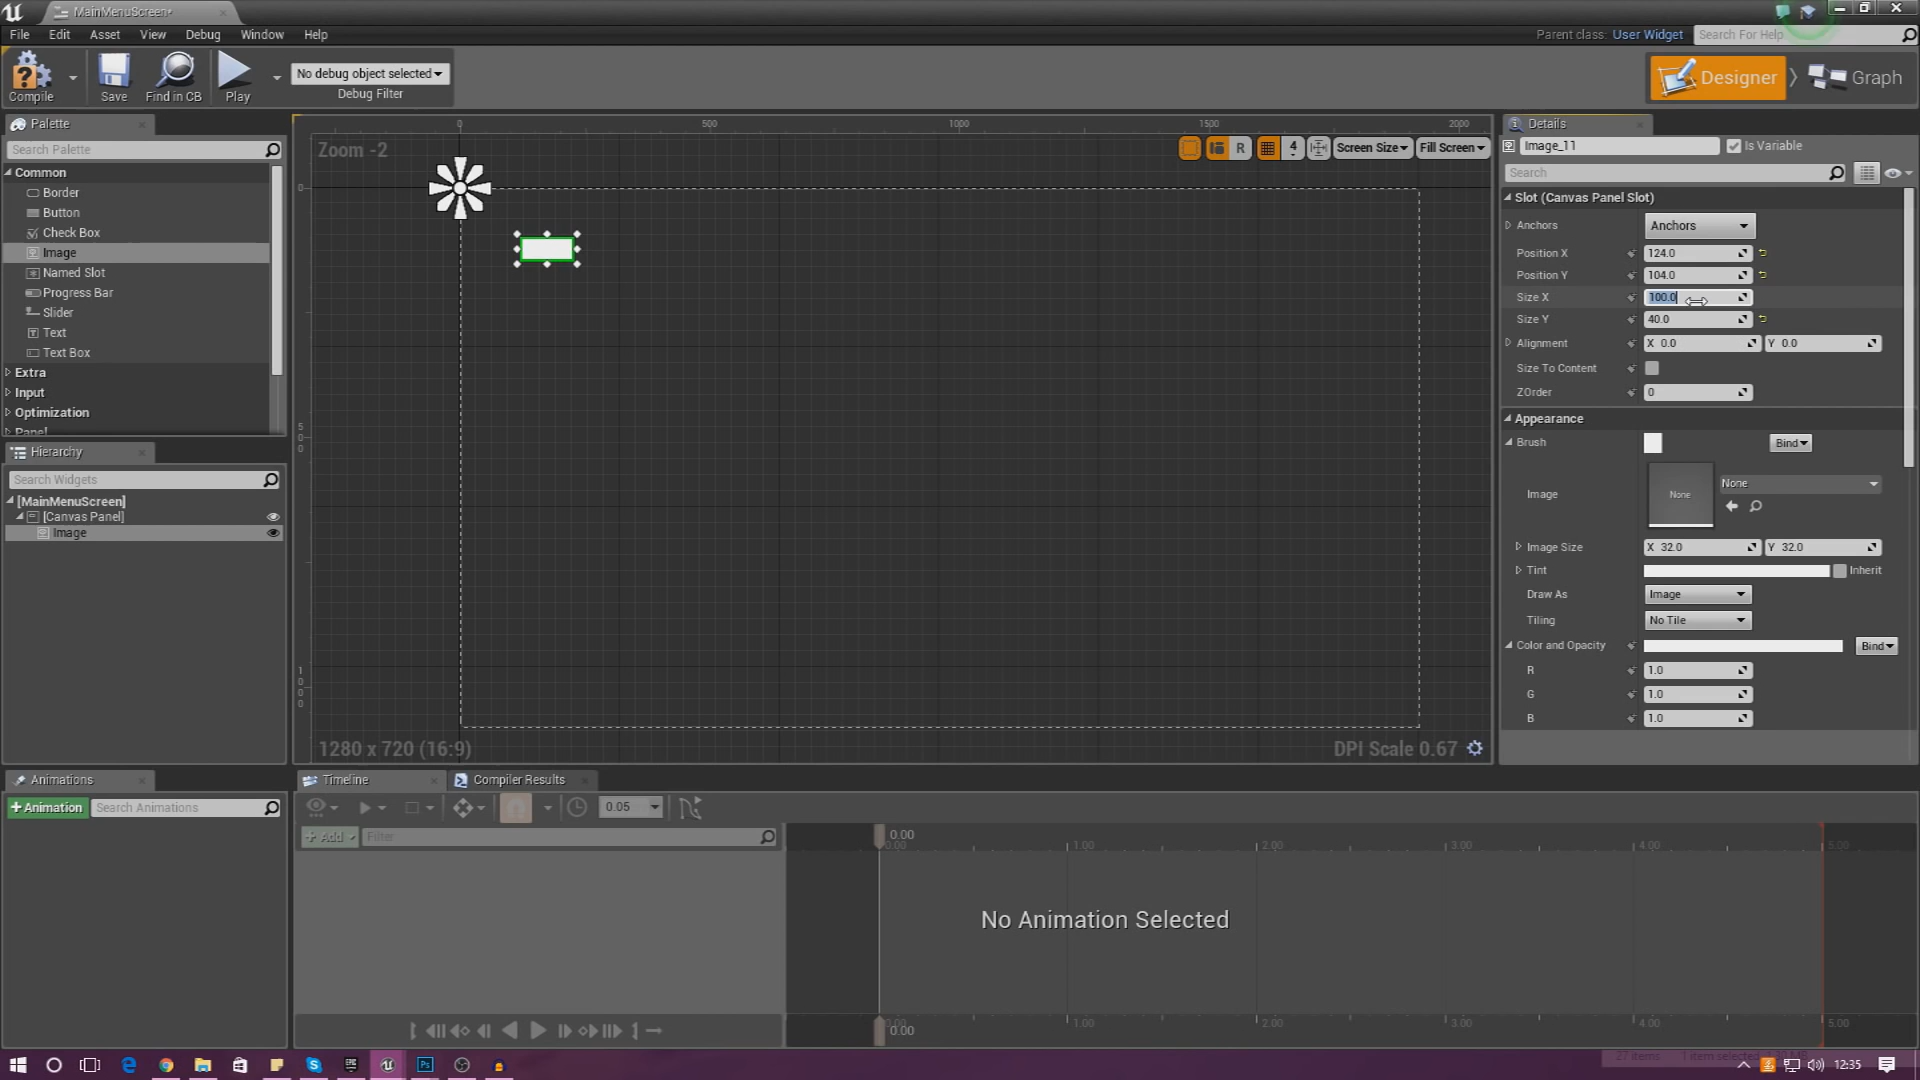 MainMenuScreen*
File Edit Asset View Debug Window Help
Parent class: User Widget Search For Help
Compile Save Find in CB Play
No debug object selected
Debug Filter
Designer Graph
Palette
Search Palette
Common
Border
Button
Check Box
Image
Named Slot
Progress Bar
Slider
Text
Text Box
Extra
Input
Optimization
Panel
Hierarchy
Search Widgets
[MainMenuScreen]
[Canvas Panel]
Image
0 500 1000 1500 2000
Zoom -2
R 4 Screen Size Fill Screen
0
500
1000
1280 x 720 (16:9)
DPI Scale 0.67
Details
Image_11 Is Variable
Search
Slot (Canvas Panel Slot)
Anchors Anchors
Position X 124.0
Position Y 104.0
Size X 100.0
Size Y 40.0
Alignment X 0.0 Y 0.0
Size To Content
ZOrder 0
Appearance
Brush Bind
Image None None
Image Size X 32.0 Y 32.0
Tint Inherit
Draw As Image
Tiling No Tile
Color and Opacity Bind
R 1.0
G 1.0
B 1.0
Animations
+Animation Search Animations
Timeline Compiler Results
0.05
+ Add Filter
0.00
0.00 1.00 2.00 3.00 4.00 5.00
No Animation Selected
0.00 1.00 2.00 3.00 4.00 5.00
0.00
27 items 1 item selected
12:35